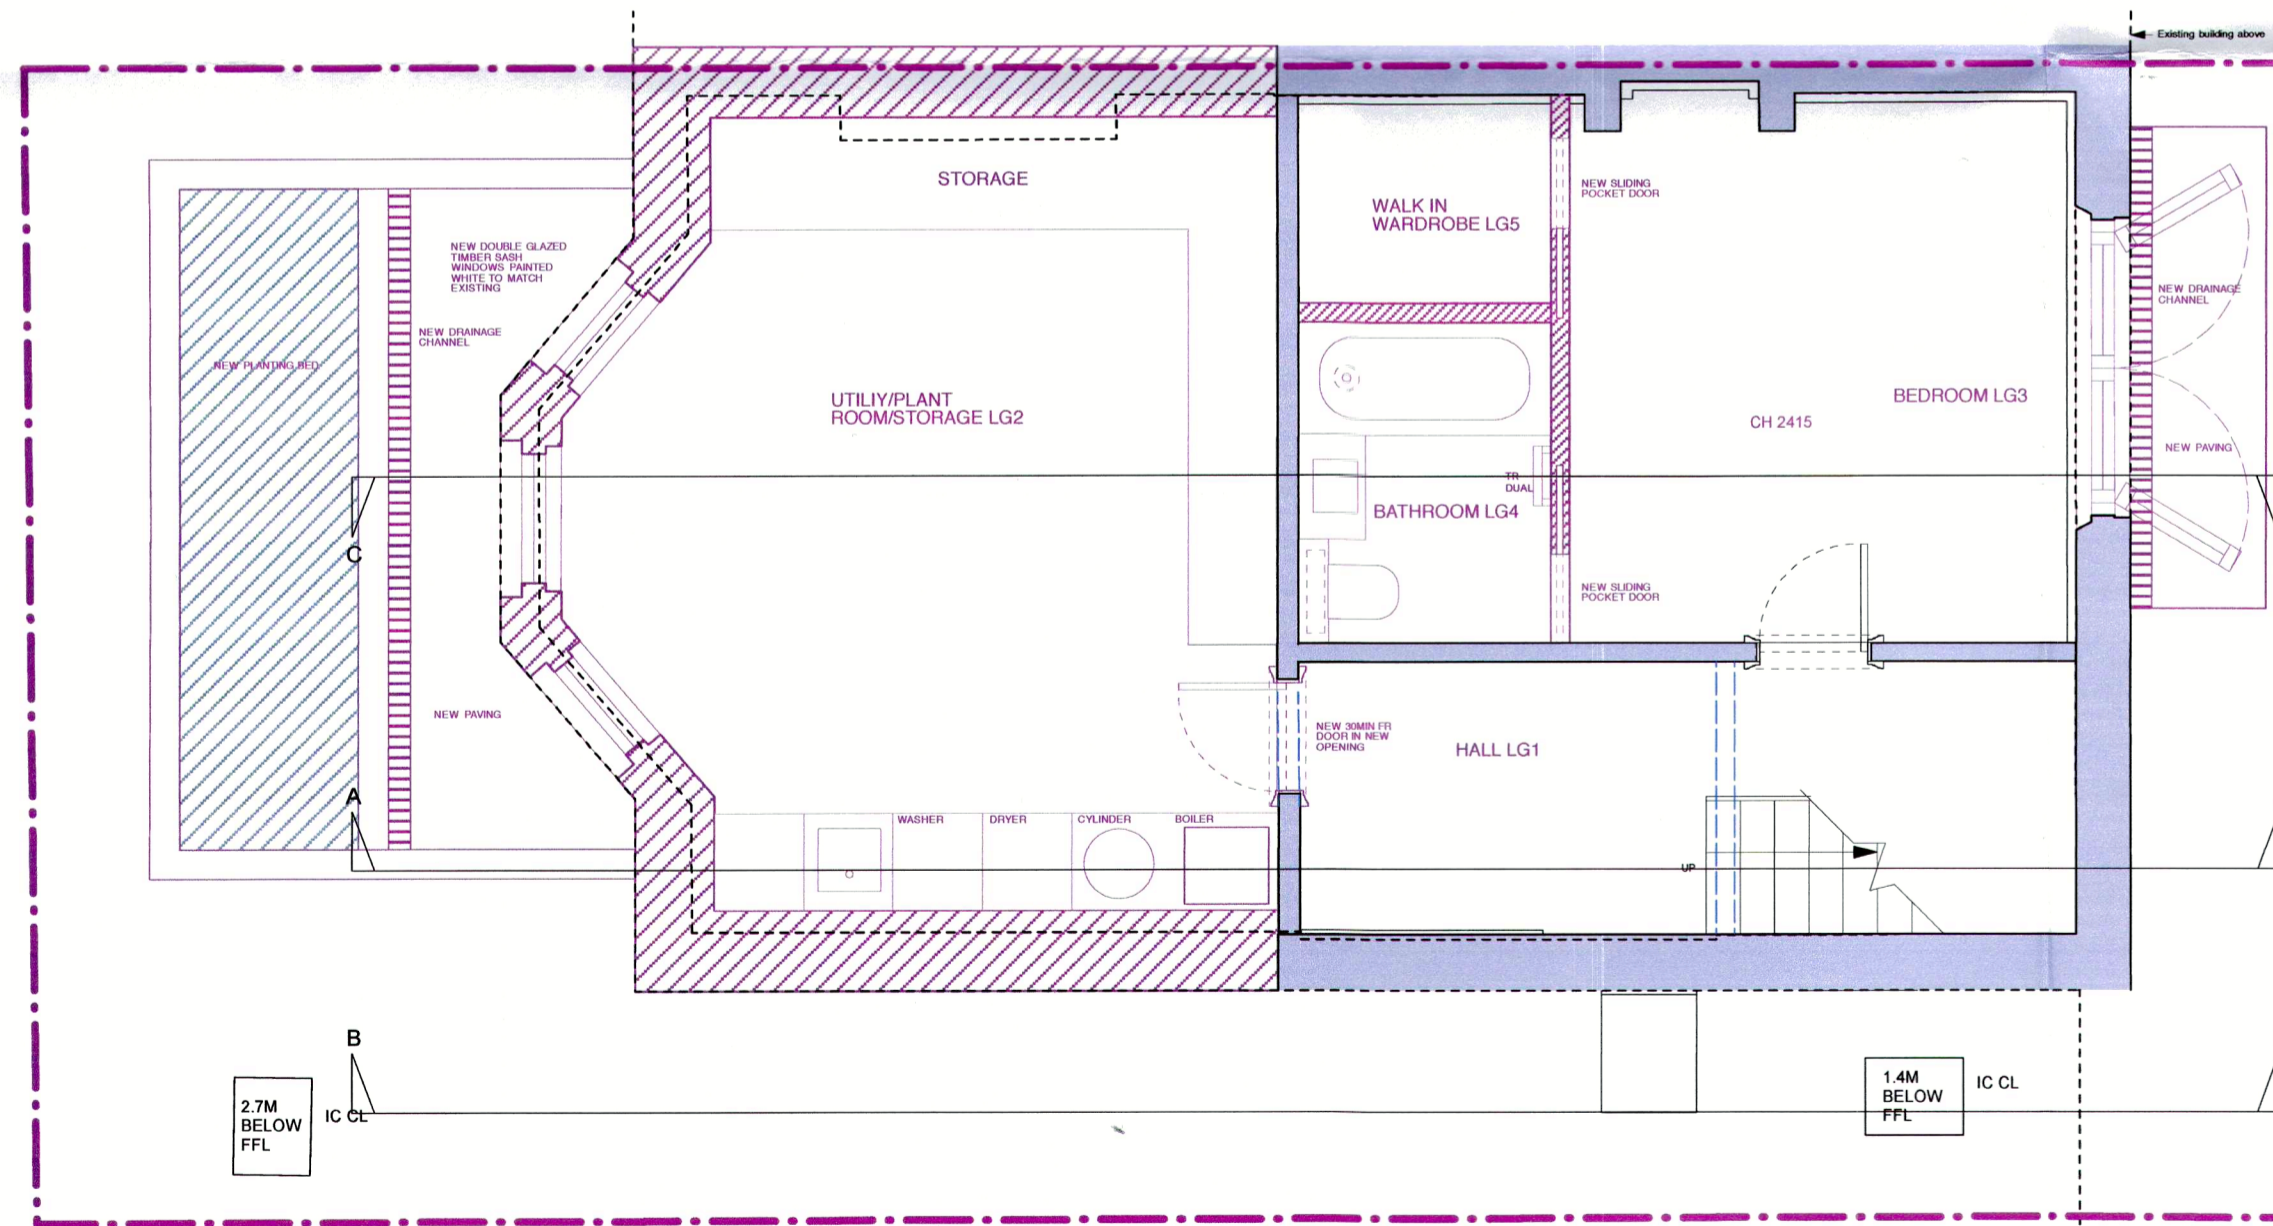 Existing building above
STORAGE
WALK IN
WARDROBE LG5
NEW SLIDING
POCKET DOOR
NEW DOUBLE GLAZED
TIMBER SASH
WINDOWS PAINTED
WHITE TO MATCH
EXISTING
NEW DRAINAGE
CHANNEL
NEW DRAINAGE
CHANNEL
NEW PLANTING BED
UTILIY/PLANT
ROOM/STORAGE LG2
BEDROOM LG3
CH 2415
NEW PAVING
TR
DUAL
BATHROOM LG4
C
NEW SLIDING
POCKET DOOR
NEW PAVING
NEW 30MIN FR
DOOR IN NEW
OPENING
HALL LG1
A
WASHER
DRYER
CYLINDER
BOILER
UP
B
2.7M
BELOW
FFL
IC CL
1.4M
BELOW
FFL
IC CL